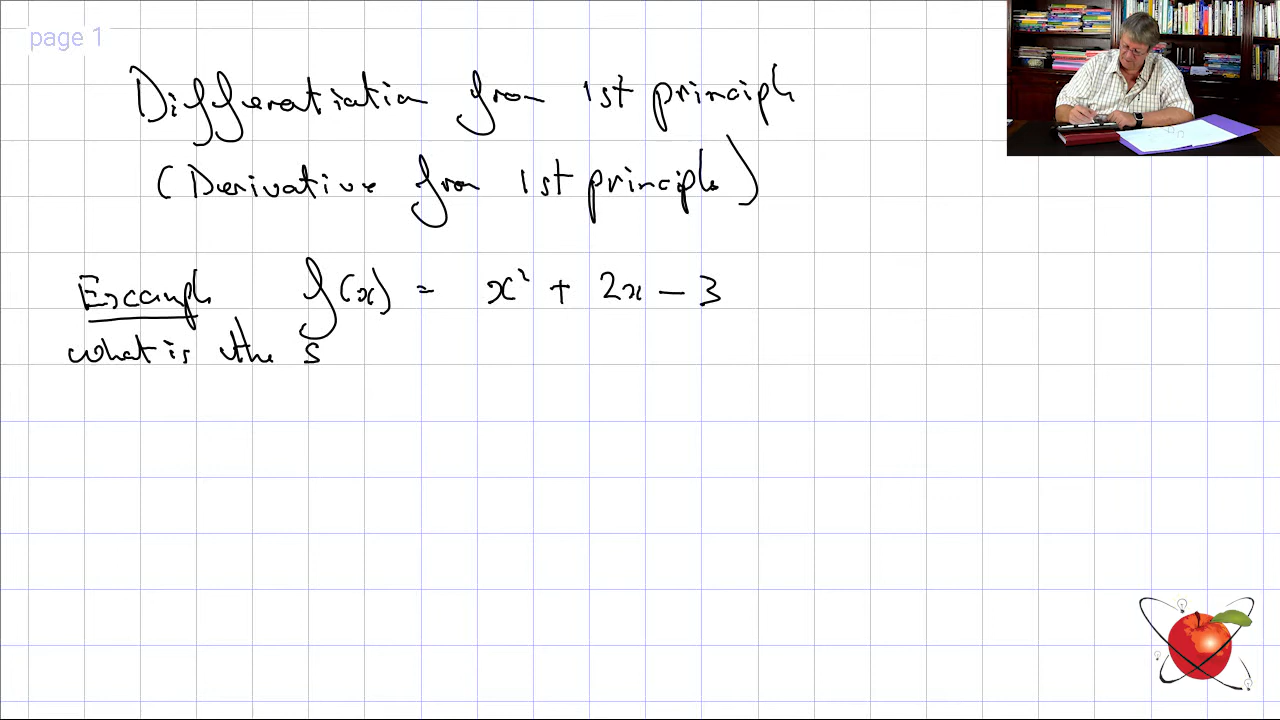 page 1
Differentiation from 1st principle
(Derivative from 1st principle)
Example f(x) = x² + 2x - 3
what is the s